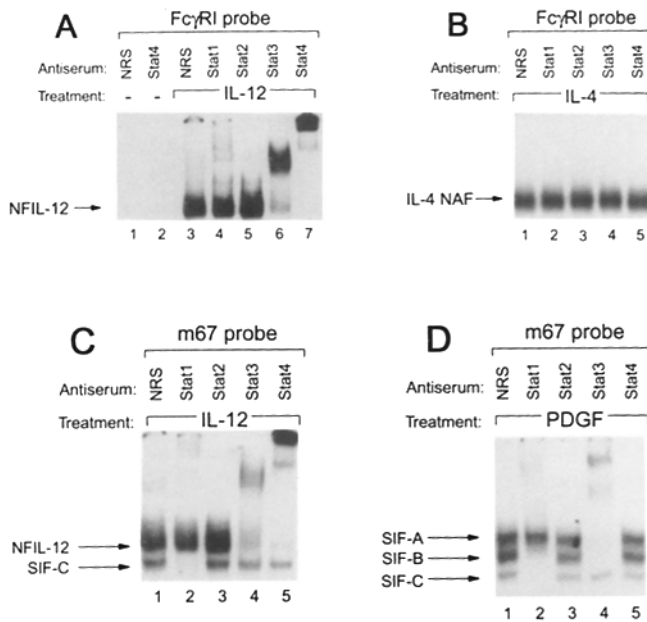 A
FcγRI probe
Antiserum: NRS Stat4 NRS Stat1 Stat2 Stat3 Stat4
Treatment: - - IL-12
NFIL-12
1 2 3 4 5 6 7
B
FcγRI probe
Antiserum: NRS Stat1 Stat2 Stat3 Stat4
Treatment: IL-4
IL-4 NAF
1 2 3 4 5
C
m67 probe
Antiserum: NRS Stat1 Stat2 Stat3 Stat4
Treatment: IL-12
NFIL-12
SIF-C
1 2 3 4 5
D
m67 probe
Antiserum: NRS Stat1 Stat2 Stat3 Stat4
Treatment: PDGF
SIF-A
SIF-B
SIF-C
1 2 3 4 5